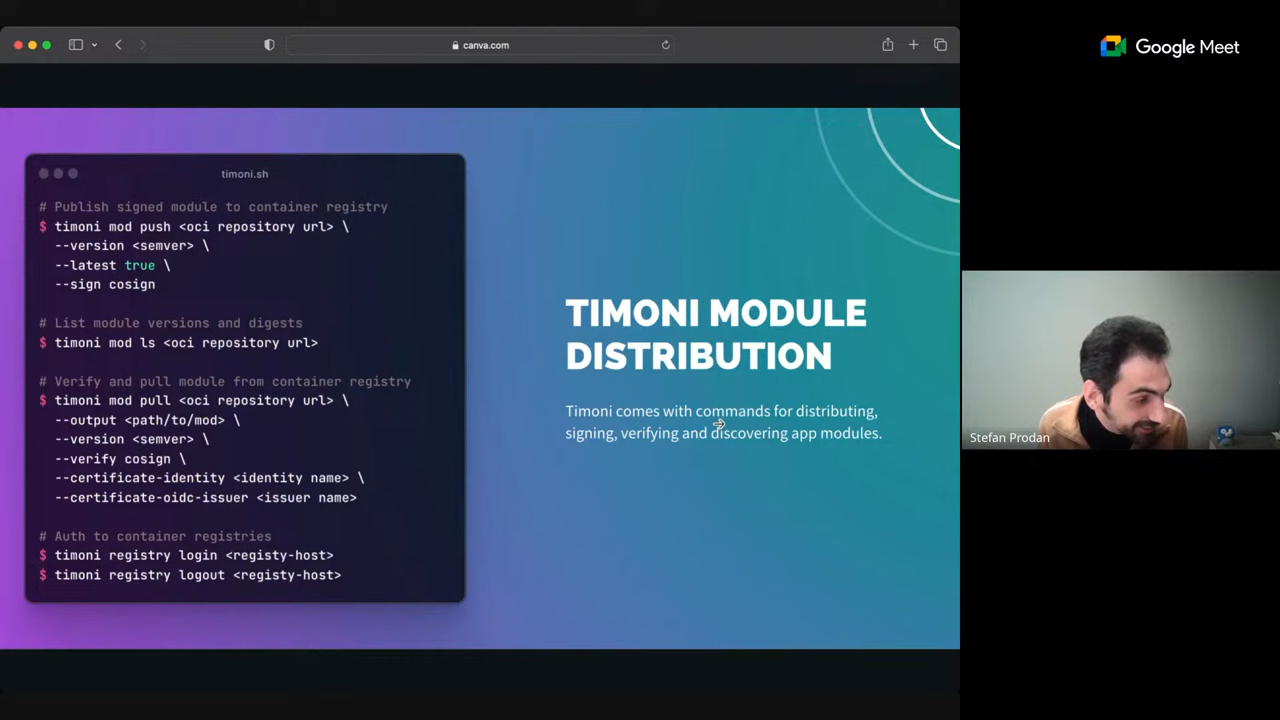 canva.com
Google Meet
timoni.sh
# Publish signed module to container registry
$ timoni mod push <oci repository url> \
--version <semver> \
--latest true \
--sign cosign
# List module versions and digests
$ timoni mod ls <oci repository url>
# Verify and pull module from container registry
$ timoni mod pull <oci repository url> \
--output <path/to/mod> \
--version <semver> \
--verify cosign \
--certificate-identity <identity name> \
--certificate-oidc-issuer <issuer name>
# Auth to container registries
$ timoni registry login <registy-host>
$ timoni registry logout <registy-host>
TIMONI MODULE
DISTRIBUTION
Timoni comes with commands for distributing,
signing, verifying and discovering app modules.
Stefan Prodan